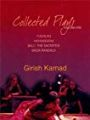 Collected Plays
TUGHLAQ
HAYAVADANA
BALI: THE SACRIFICE
NAGA-MANDALA
Girish Karnad